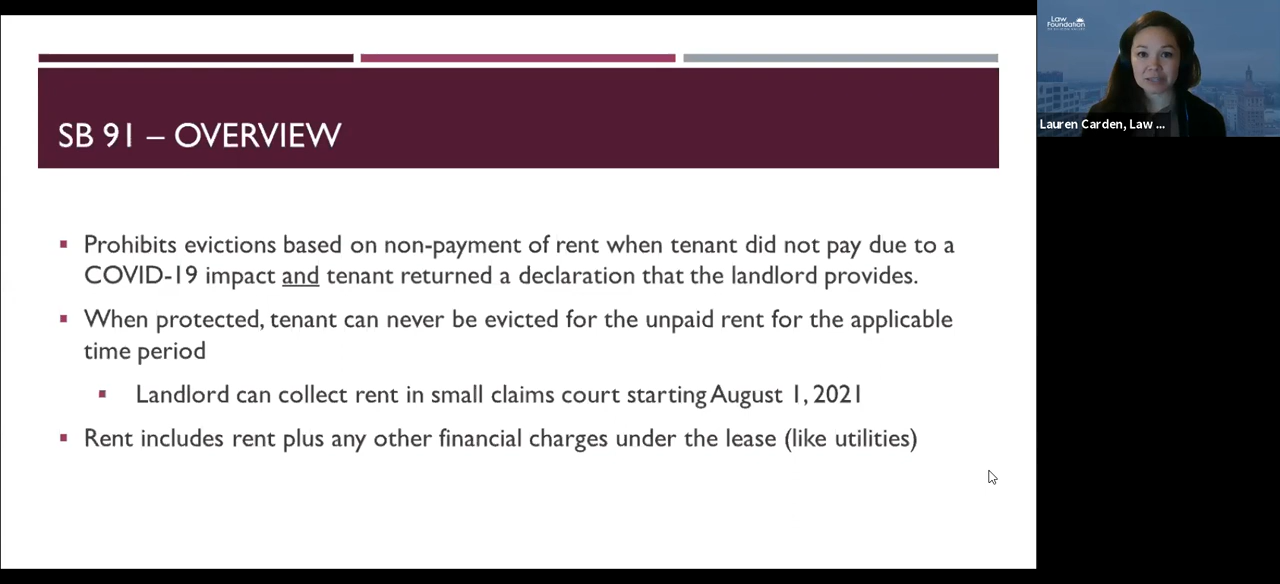 SB 91 – OVERVIEW
▪ Prohibits evictions based on non-payment of rent when tenant did not pay due to a
COVID-19 impact and tenant returned a declaration that the landlord provides.
▪ When protected, tenant can never be evicted for the unpaid rent for the applicable
time period
▪ Landlord can collect rent in small claims court starting August 1, 2021
▪ Rent includes rent plus any other financial charges under the lease (like utilities)
Law
Foundation
Lauren Carden, Law ...